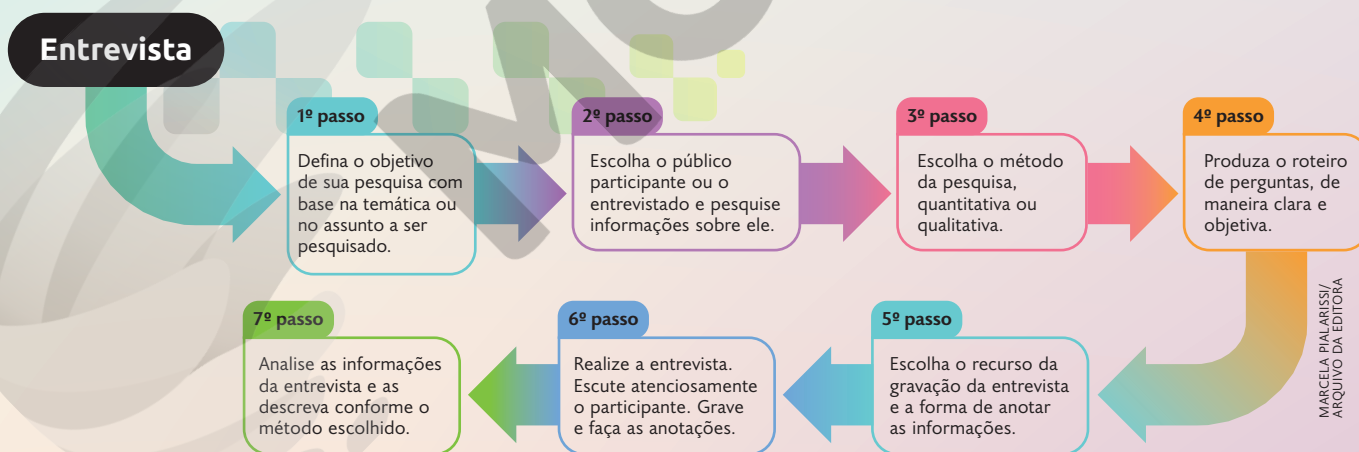 Entrevista
1º passo
Defina o objetivo
de sua pesquisa com
base na temática ou
no assunto a ser
pesquisado.
2º passo
Escolha o público
participante ou o
entrevistado e pesquise
informações sobre ele.
3º passo
Escolha o método
da pesquisa,
quantitativa ou
qualitativa.
4º passo
Produza o roteiro
de perguntas, de
maneira clara e
objetiva.
5º passo
Escolha o recurso da
gravação da entrevista
e a forma de anotar
as informações.
6º passo
Realize a entrevista.
Escute atenciosamente
o participante. Grave
e faça as anotações.
7º passo
Analise as informações
da entrevista e as
descreva conforme o
método escolhido.
MARCELA PIALARISSI/
ARQUIVO DA EDITORA